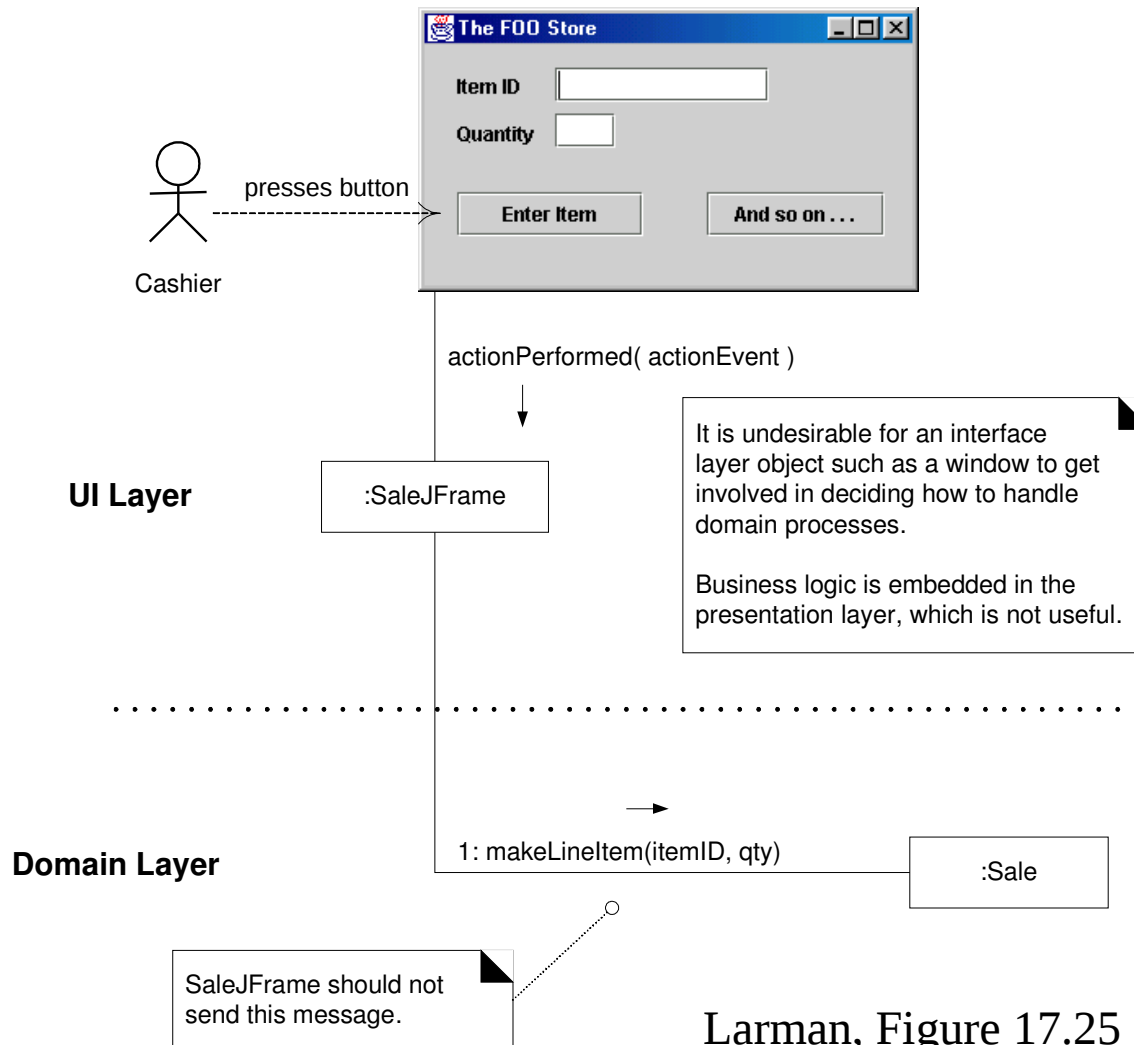 The FOO Store
Item ID
Quantity
presses button
Enter Item
And so on . . .
Cashier
actionPerformed( actionEvent )
It is undesirable for an interface
layer object such as a window to get
involved in deciding how to handle
domain processes.
Business logic is embedded in the
presentation layer, which is not useful.
UI Layer
:SaleJFrame
Domain Layer
1: makeLineItem(itemID, qty)
:Sale
SaleJFrame should not
send this message.
Larman, Figure 17.25